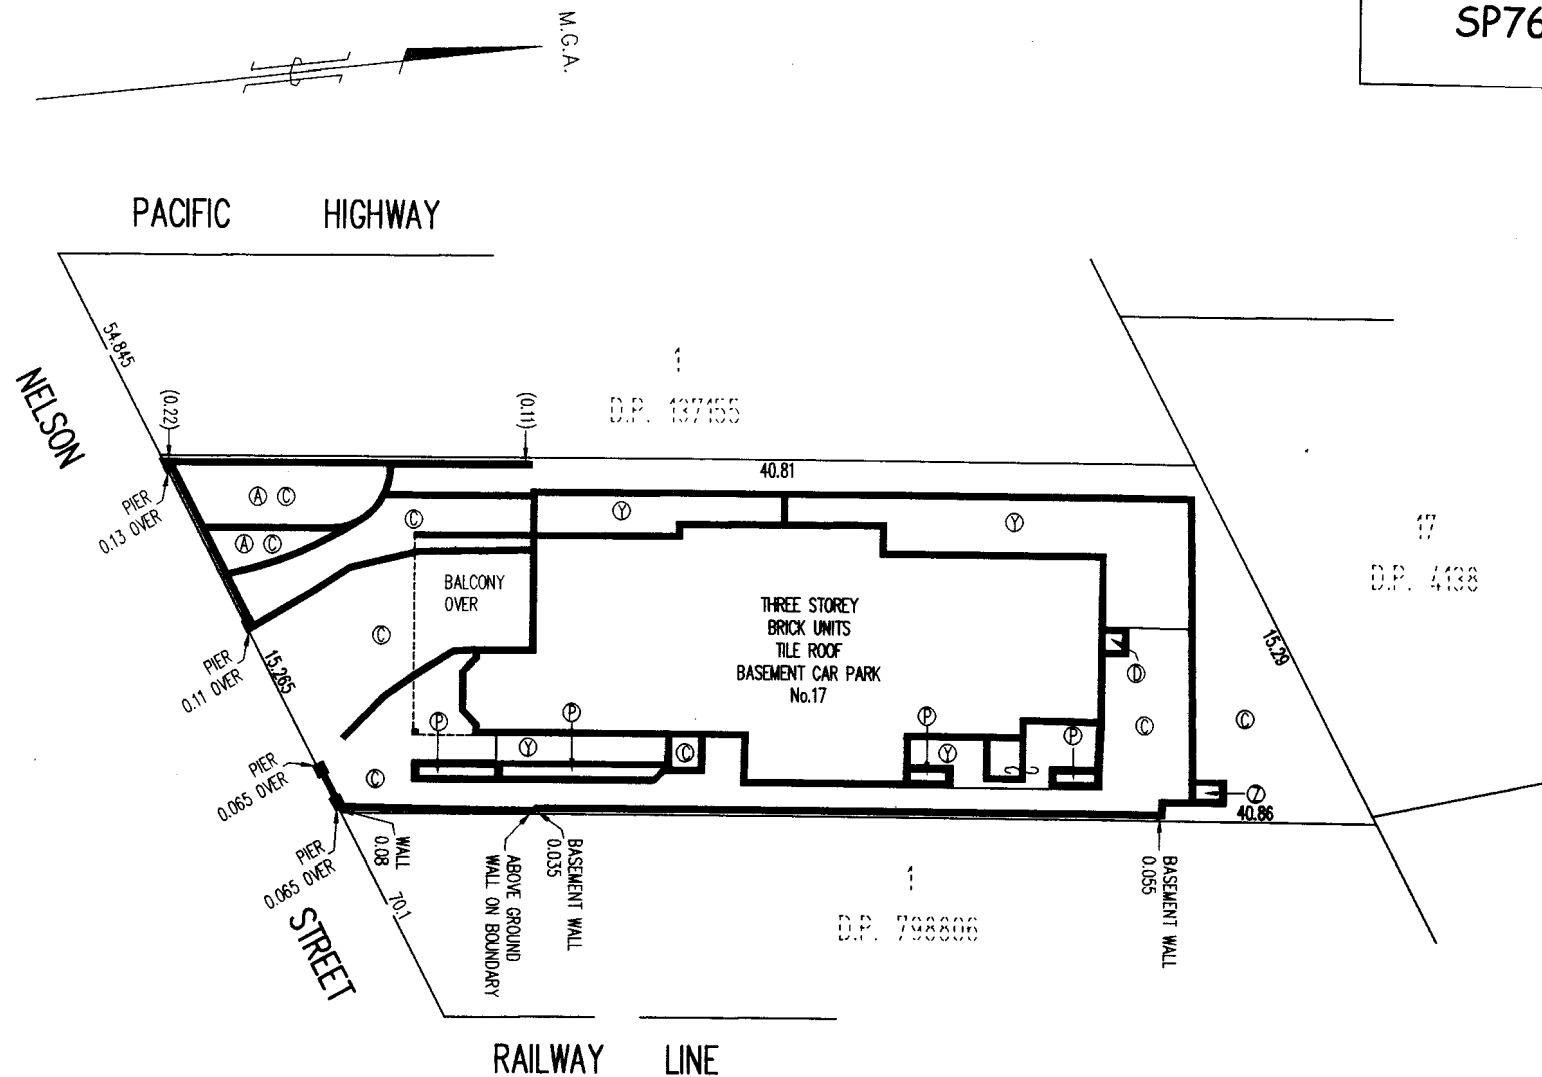 SP76
M.G.A.
PACIFIC HIGHWAY
54.845
NELSON
(0.22)
(0.11)
1
D.P. 137155
40.81
PIER
0.13 OVER
A C
A C
C
Y
Y
17
D.P. 4138
BALCONY
OVER
THREE STOREY
BRICK UNITS
TILE ROOF
BASEMENT CAR PARK
No.17
C
15.29
PIER
0.11 OVER
15.265
D
P
P
P
P
C
C
Y
C
Y
PIER
0.065 OVER
C
Z
40.86
PIER
0.065 OVER
WALL
0.08
BASEMENT WALL
0.035
ABOVE GROUND
WALL ON BOUNDARY
BASEMENT WALL
0.055
1
D.P. 798806
70.1
STREET
RAILWAY LINE